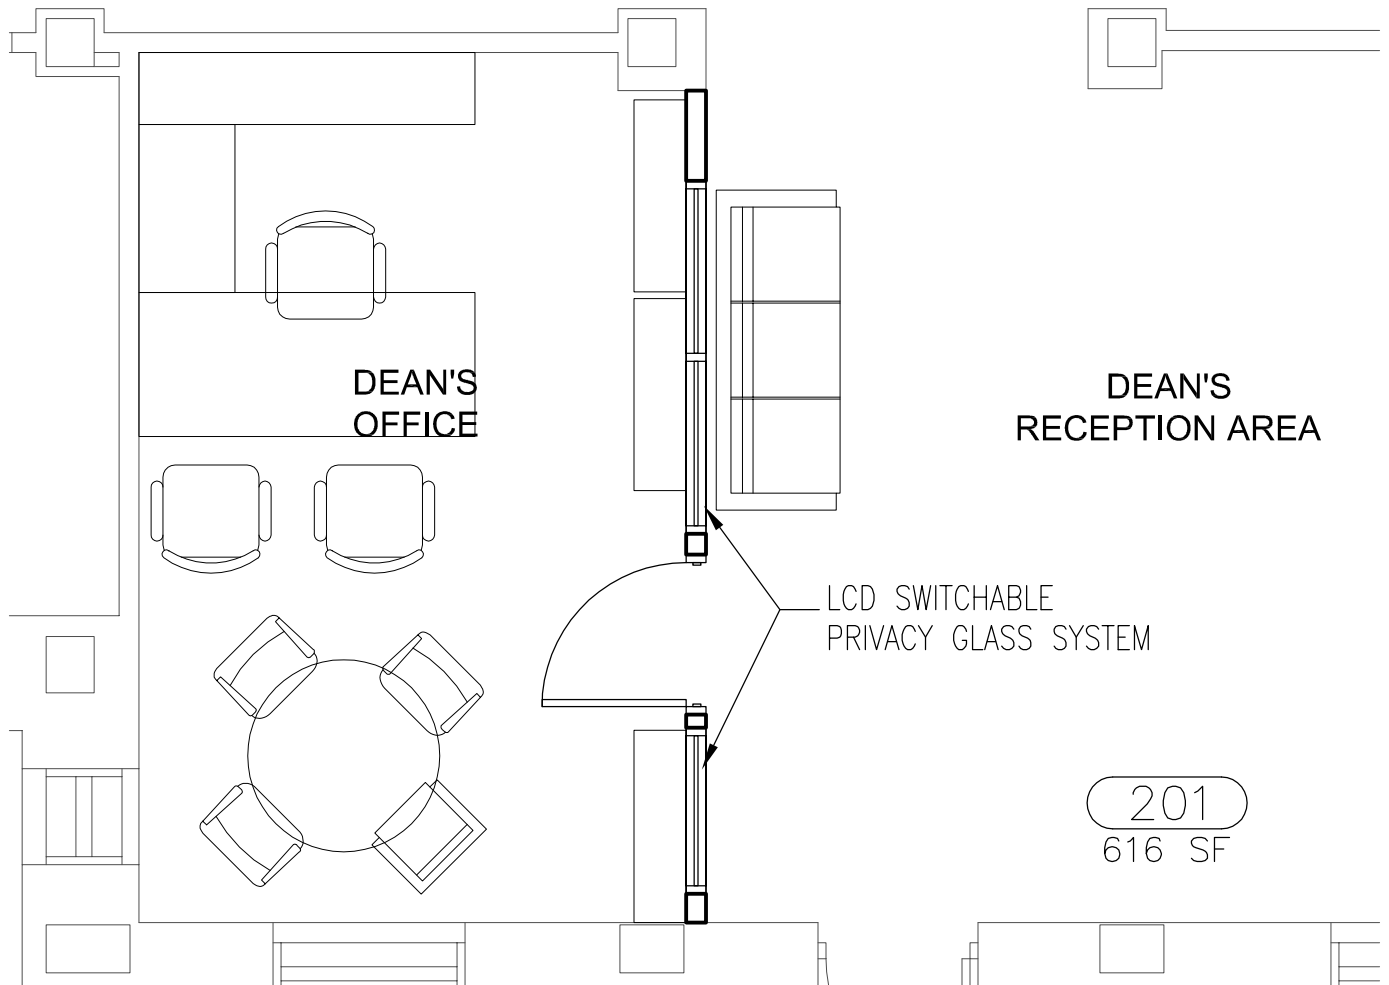 DEAN'S
OFFICE
DEAN'S
RECEPTION AREA
LCD SWITCHABLE
PRIVACY GLASS SYSTEM
201
616 SF